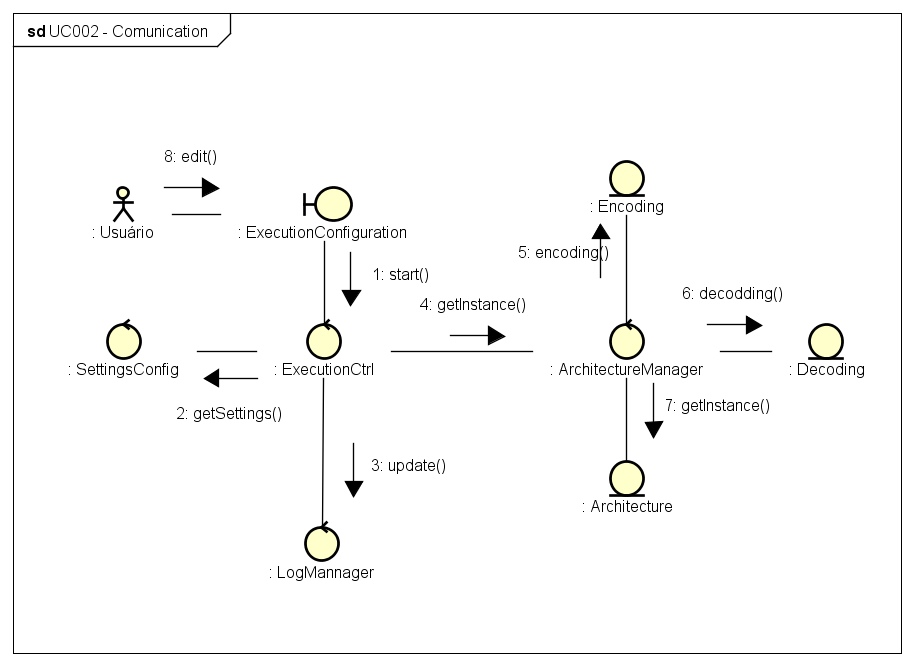 sd UC002 - Comunication
8: edit()
: Usuário
: ExecutionConfiguration
: Encoding
1: start()
5: encoding()
4: getInstance()
6: decodding()
: SettingsConfig
: ExecutionCtrl
: ArchitectureManager
: Decoding
2: getSettings()
7: getInstance()
3: update()
: Architecture
: LogMannager